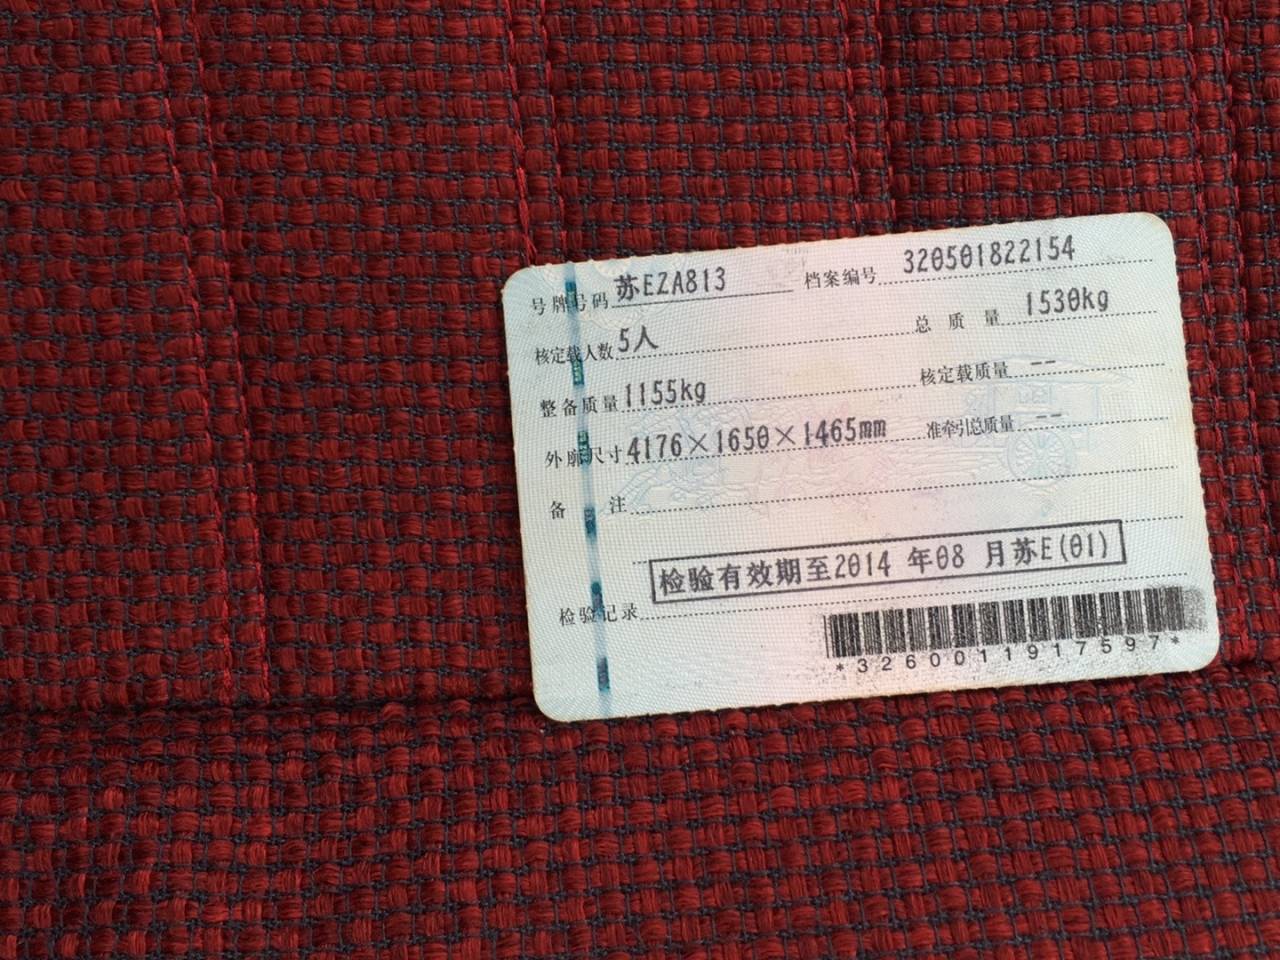 号牌号码 苏EZA813 档案编号 320501822154
核定载人数 5人 总质量 1530kg
整备质量 1155kg 核定载质量 --
外廓尺寸 4176×1650×1465mm 准牵引总质量 --
备注
检验有效期至2014 年08 月苏E(01)
检验记录
*3260011917597*